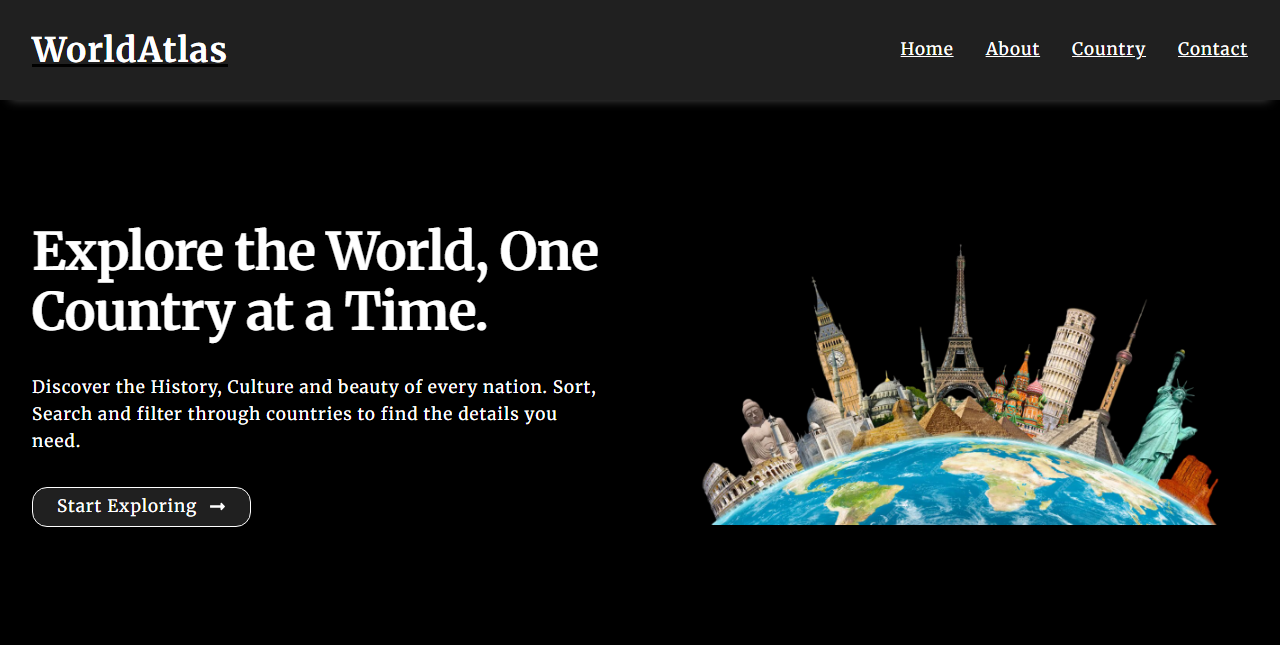 WorldAtlas
Home About Country Contact
Explore the World, One
Country at a Time.
Discover the History, Culture and beauty of every nation. Sort,
Search and filter through countries to find the details you
need.
Start Exploring